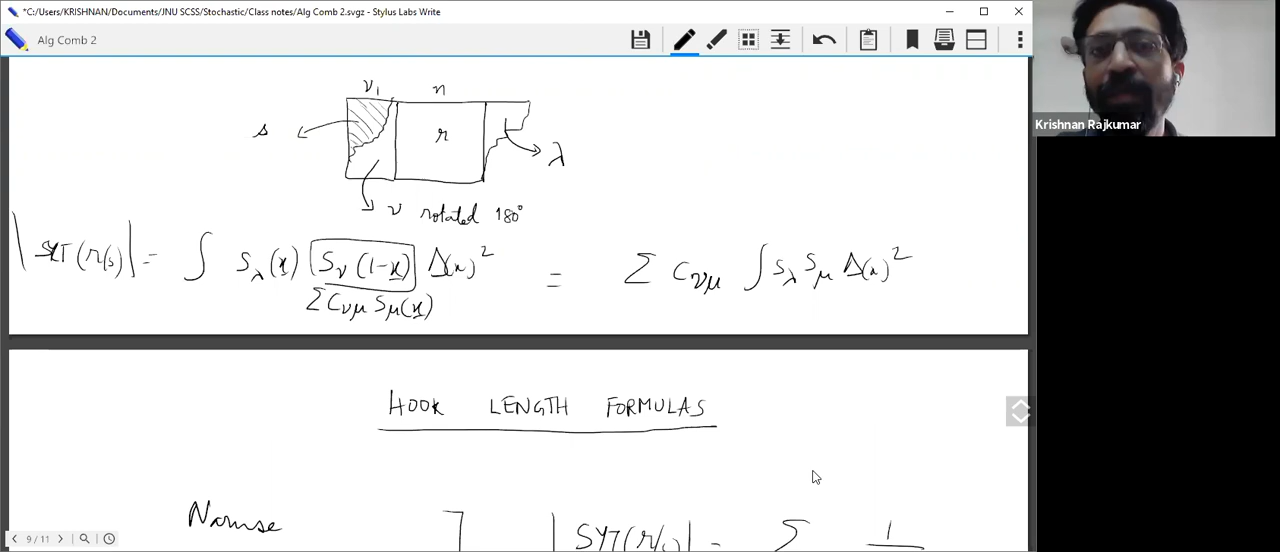 *C:/Users/KRISHNAN/Documents/JNU SCSS/Stochastic/Class notes/Alg Comb 2.svgz - Stylus Labs Write
Alg Comb 2
Krishnan Rajkumar
ν₁ n
s r λ
ν rotated 180°
|SYT(r/s)| = ∫ S_λ(x) S_ν(1-x) Δ(x)² = Σ C_νμ ∫ S_λ S_μ Δ(x)²
Σ C_νμ S_μ(x)
HOOK LENGTH FORMULAS
Naruse ] |SYT(r/s)| = Σ 1
9 / 11